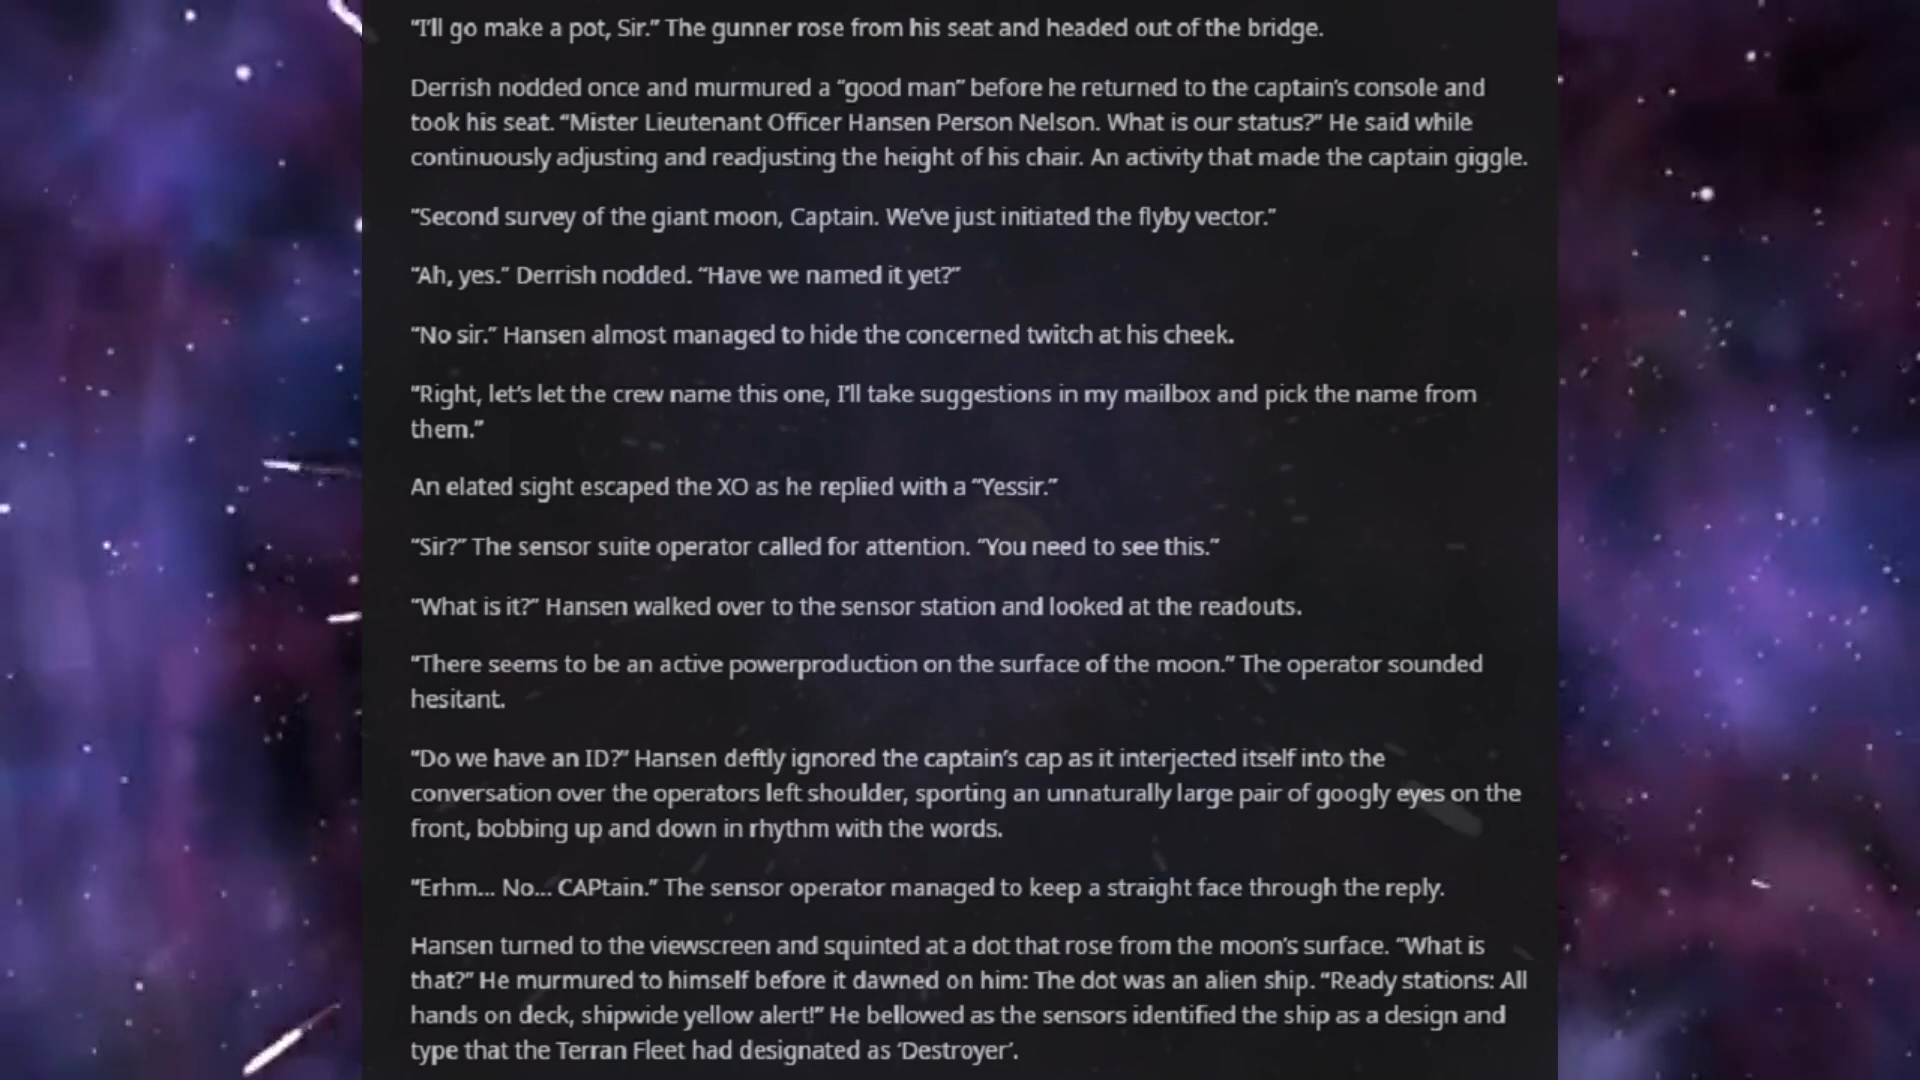 “I’ll go make a pot, Sir.” The gunner rose from his seat and headed out of the bridge.
Derrish nodded once and murmured a “good man” before he returned to the captain’s console and
took his seat. “Mister Lieutenant Officer Hansen Person Nelson. What is our status?” He said while
continuously adjusting and readjusting the height of his chair. An activity that made the captain giggle.
“Second survey of the giant moon, Captain. We’ve just initiated the flyby vector.”
“Ah, yes.” Derrish nodded. “Have we named it yet?”
“No sir.” Hansen almost managed to hide the concerned twitch at his cheek.
“Right, let’s let the crew name this one, I’ll take suggestions in my mailbox and pick the name from
them.”
An elated sight escaped the XO as he replied with a “Yessir.”
“Sir?” The sensor suite operator called for attention. “You need to see this.”
“What is it?” Hansen walked over to the sensor station and looked at the readouts.
“There seems to be an active powerproduction on the surface of the moon.” The operator sounded
hesitant.
“Do we have an ID?” Hansen deftly ignored the captain’s cap as it interjected itself into the
conversation over the operators left shoulder, sporting an unnaturally large pair of googly eyes on the
front, bobbing up and down in rhythm with the words.
“Erhm... No... CAPtain.” The sensor operator managed to keep a straight face through the reply.
Hansen turned to the viewscreen and squinted at a dot that rose from the moon’s surface. “What is
that?” He murmured to himself before it dawned on him: The dot was an alien ship. “Ready stations: All
hands on deck, shipwide yellow alert!” He bellowed as the sensors identified the ship as a design and
type that the Terran Fleet had designated as ‘Destroyer’.